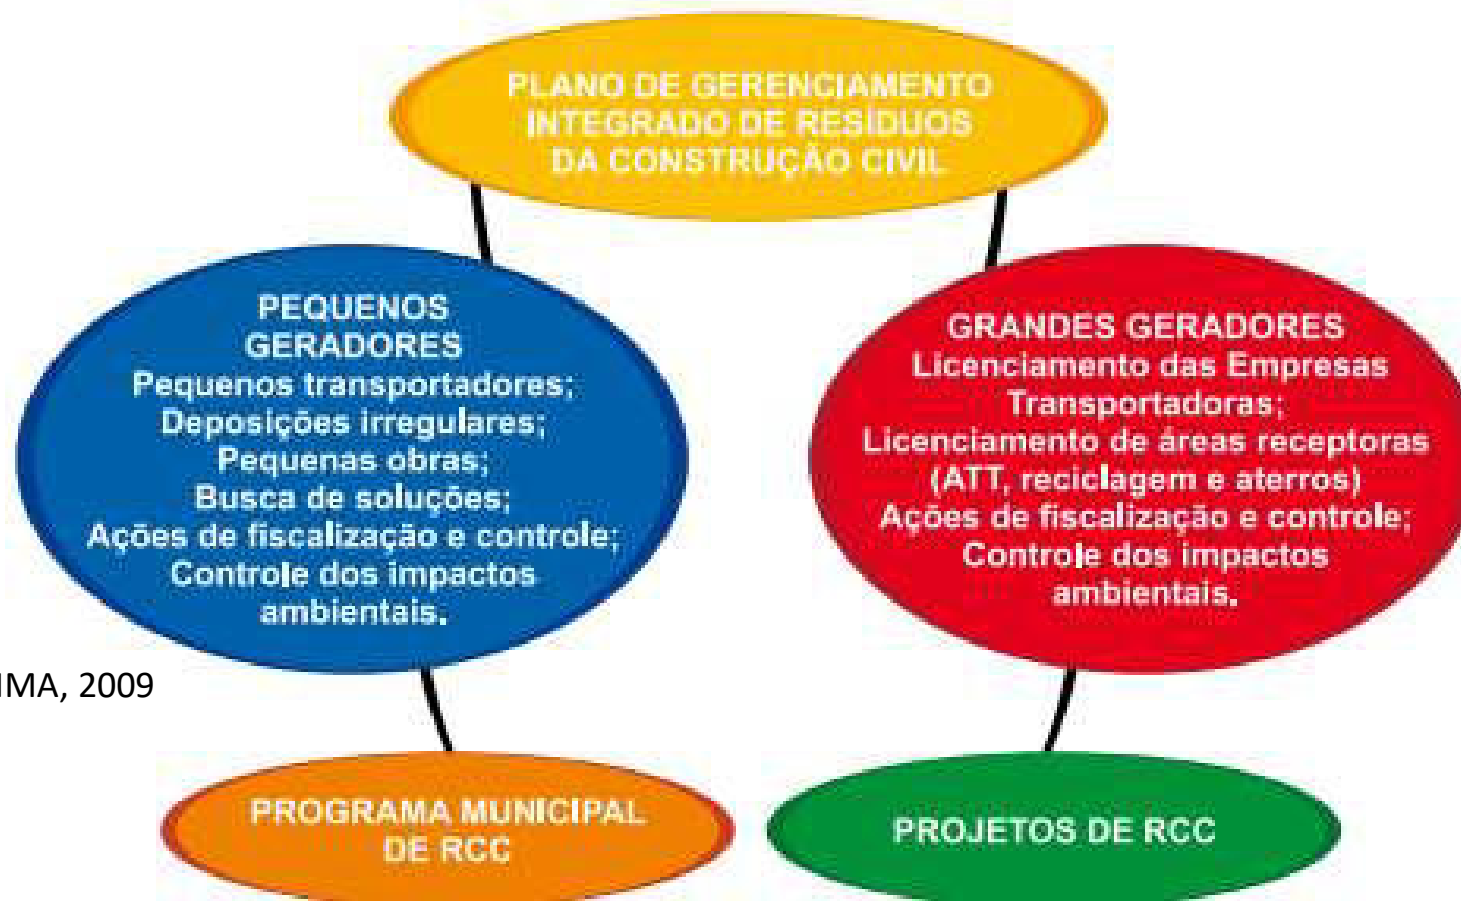 PLANO DE GERENCIAMENTO
INTEGRADO DE RESÍDUOS
DA CONSTRUÇÃO CIVIL
PEQUENOS
GERADORES
Pequenos transportadores;
Deposições irregulares;
Pequenas obras;
Busca de soluções;
Ações de fiscalização e controle;
Controle dos impactos
ambientais.
GRANDES GERADORES
Licenciamento das Empresas
Transportadoras;
Licenciamento de áreas receptoras
(ATT, reciclagem e aterros)
Ações de fiscalização e controle;
Controle dos impactos
ambientais.
IMA, 2009
PROGRAMA MUNICIPAL
DE RCC
PROJETOS DE RCC